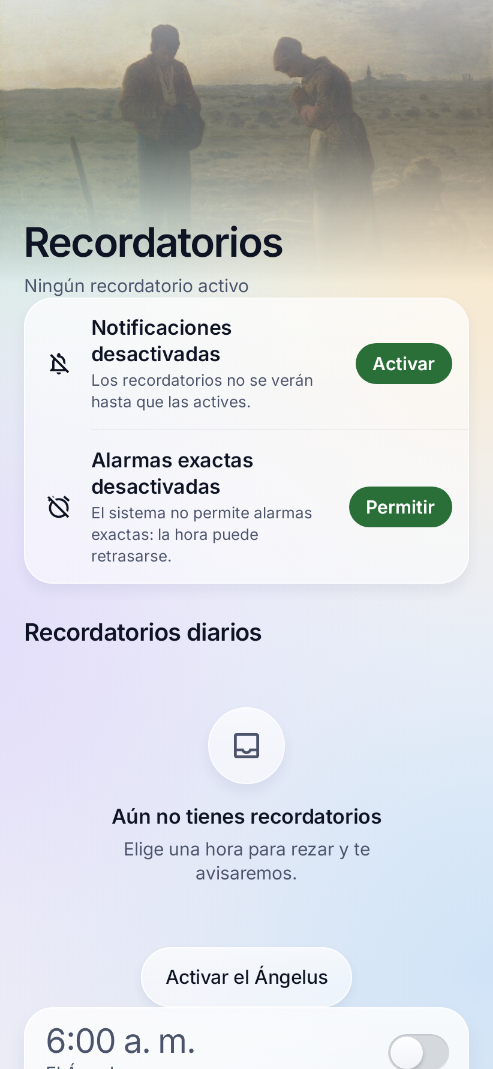 Recordatorios
Ningún recordatorio activo
Notificaciones
desactivadas
Los recordatorios no se verán
hasta que las actives.
Activar
Alarmas exactas
desactivadas
El sistema no permite alarmas
exactas: la hora puede
retrasarse.
Permitir
Recordatorios diarios
Aún no tienes recordatorios
Elige una hora para rezar y te
avisaremos.
Activar el Ángelus
6:00 a. m.